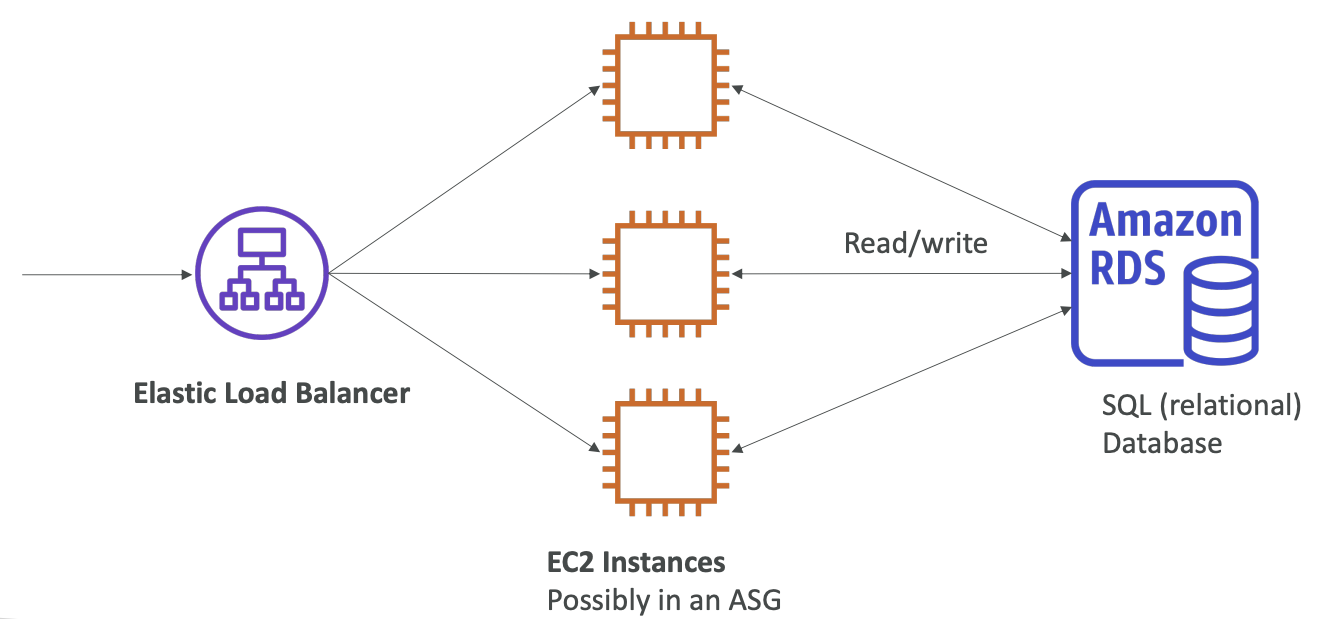 Elastic Load Balancer
EC2 Instances
Possibly in an ASG
Read/write
Amazon
RDS
SQL (relational)
Database